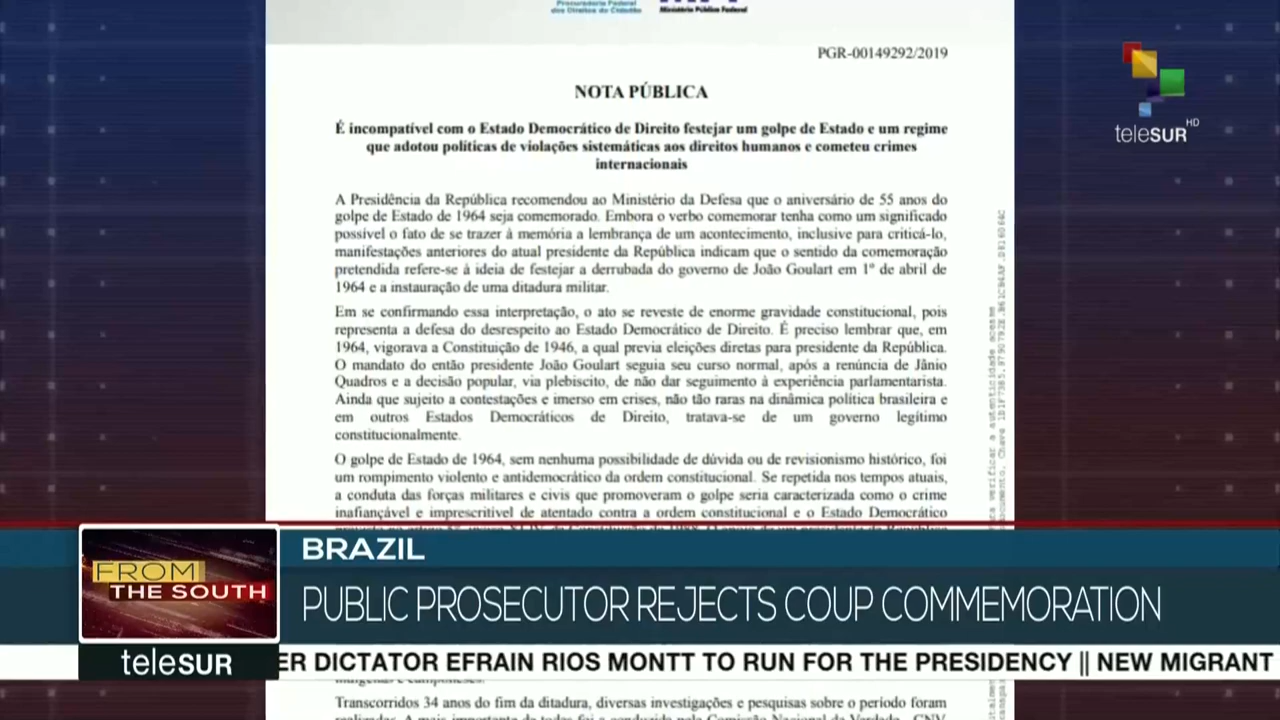 Procuradoria Federal
dos Direitos do Cidadão
Ministério Público Federal
PGR-00149292/2019
NOTA PÚBLICA
É incompatível com o Estado Democrático de Direito festejar um golpe de Estado e um regime
que adotou políticas de violações sistemáticas aos direitos humanos e cometeu crimes
internacionais
A Presidência da República recomendou ao Ministério da Defesa que o aniversário de 55 anos do
golpe de Estado de 1964 seja comemorado. Embora o verbo comemorar tenha como um significado
possível o fato de se trazer à memória a lembrança de um acontecimento, inclusive para criticá-lo,
manifestações anteriores do atual presidente da República indicam que o sentido da comemoração
pretendida refere-se à ideia de festejar a derrubada do governo de João Goulart em 1º de abril de
1964 e a instauração de uma ditadura militar.
Em se confirmando essa interpretação, o ato se reveste de enorme gravidade constitucional, pois
representa a defesa do desrespeito ao Estado Democrático de Direito. É preciso lembrar que, em
1964, vigorava a Constituição de 1946, a qual previa eleições diretas para presidente da República.
O mandato do então presidente João Goulart seguia seu curso normal, após a renúncia de Jânio
Quadros e a decisão popular, via plebiscito, de não dar seguimento à experiência parlamentarista.
Ainda que sujeito a contestações e imerso em crises, não tão raras na dinâmica política brasileira e
em outros Estados Democráticos de Direito, tratava-se de um governo legítimo
constitucionalmente.
O golpe de Estado de 1964, sem nenhuma possibilidade de dúvida ou de revisionismo histórico, foi
um rompimento violento e antidemocrático da ordem constitucional. Se repetida nos tempos atuais,
a conduta das forças militares e civis que promoveram o golpe seria caracterizada como o crime
inafiançável e imprescritível de atentado contra a ordem constitucional e o Estado Democrático
teleSUR HD
BRAZIL
FROM
THE SOUTH
PUBLIC PROSECUTOR REJECTS COUP COMMEMORATION
teleSUR
ER DICTATOR EFRAIN RIOS MONTT TO RUN FOR THE PRESIDENCY || NEW MIGRANT
Transcorridos 34 anos do fim da ditadura, diversas investigações e pesquisas sobre o período foram